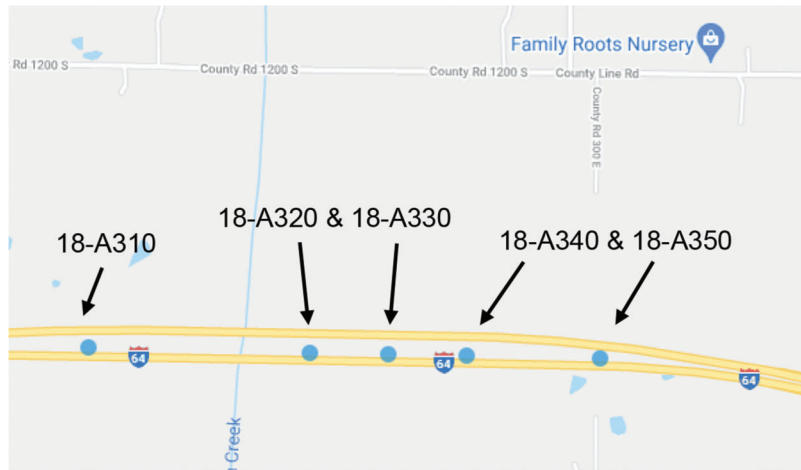 Family Roots Nursery
Rd 1200 S
County Rd 1200 S
County Rd 1200 S
County Line Rd
County Rd 300 E
18-A310
18-A320 & 18-A330
18-A340 & 18-A350
64
64
64
Creek